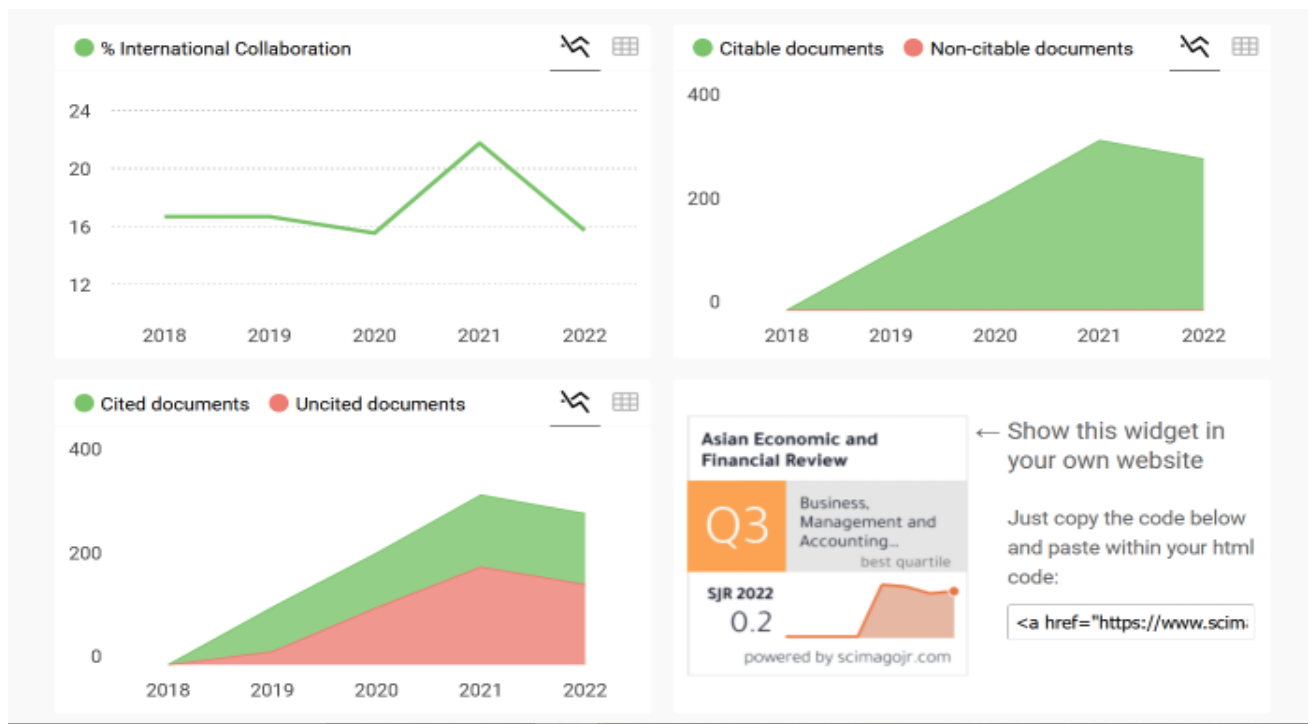 % International Collaboration
24
20
16
12
2018 2019 2020 2021 2022
Citable documents Non-citable documents
400
200
0
2018 2019 2020 2021 2022
Cited documents Uncited documents
400
200
0
2018 2019 2020 2021 2022
Asian Economic and
Financial Review
Q3
Business,
Management and
Accounting...
best quartile
SJR 2022
0.2
powered by scimagojr.com
← Show this widget in
your own website
Just copy the code below
and paste within your html
code:
<a href="https://www.scim